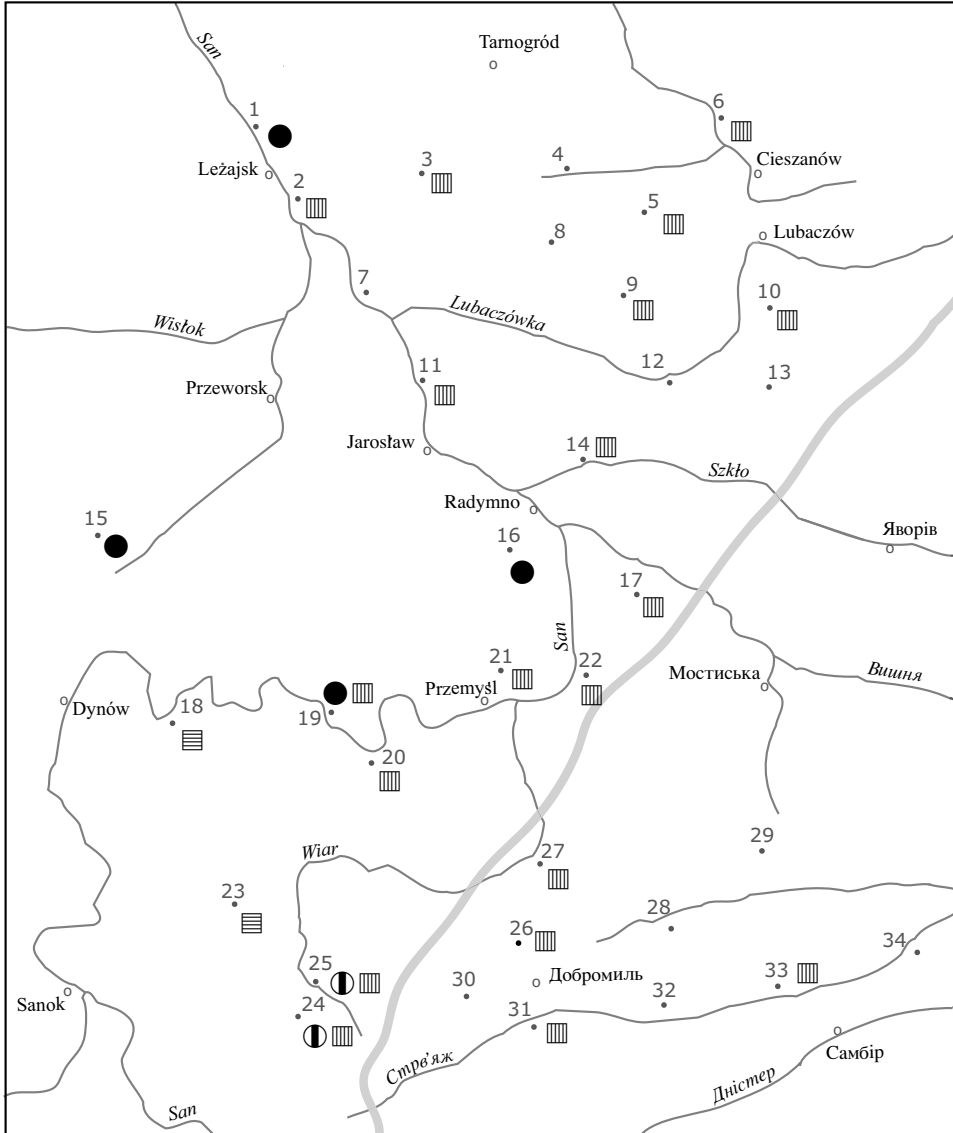 San
Tarnogród
1
6
3
4
Leżajsk
Cieszanów
2
5
8
Lubaczów
7
9
10
Lubaczówka
Wisłok
11
12
13
Przeworsk
Jarosław
14
Szkło
Radymno
15
16
Яворів
17
San
21
22
Мостиська
Вишня
Przemyśl
Dynów
18
19
20
Wiar
27
29
23
28
26
34
25
30
Добромиль
33
Sanok
24
31
32
Стрв’яж
Самбір
Дністер
San